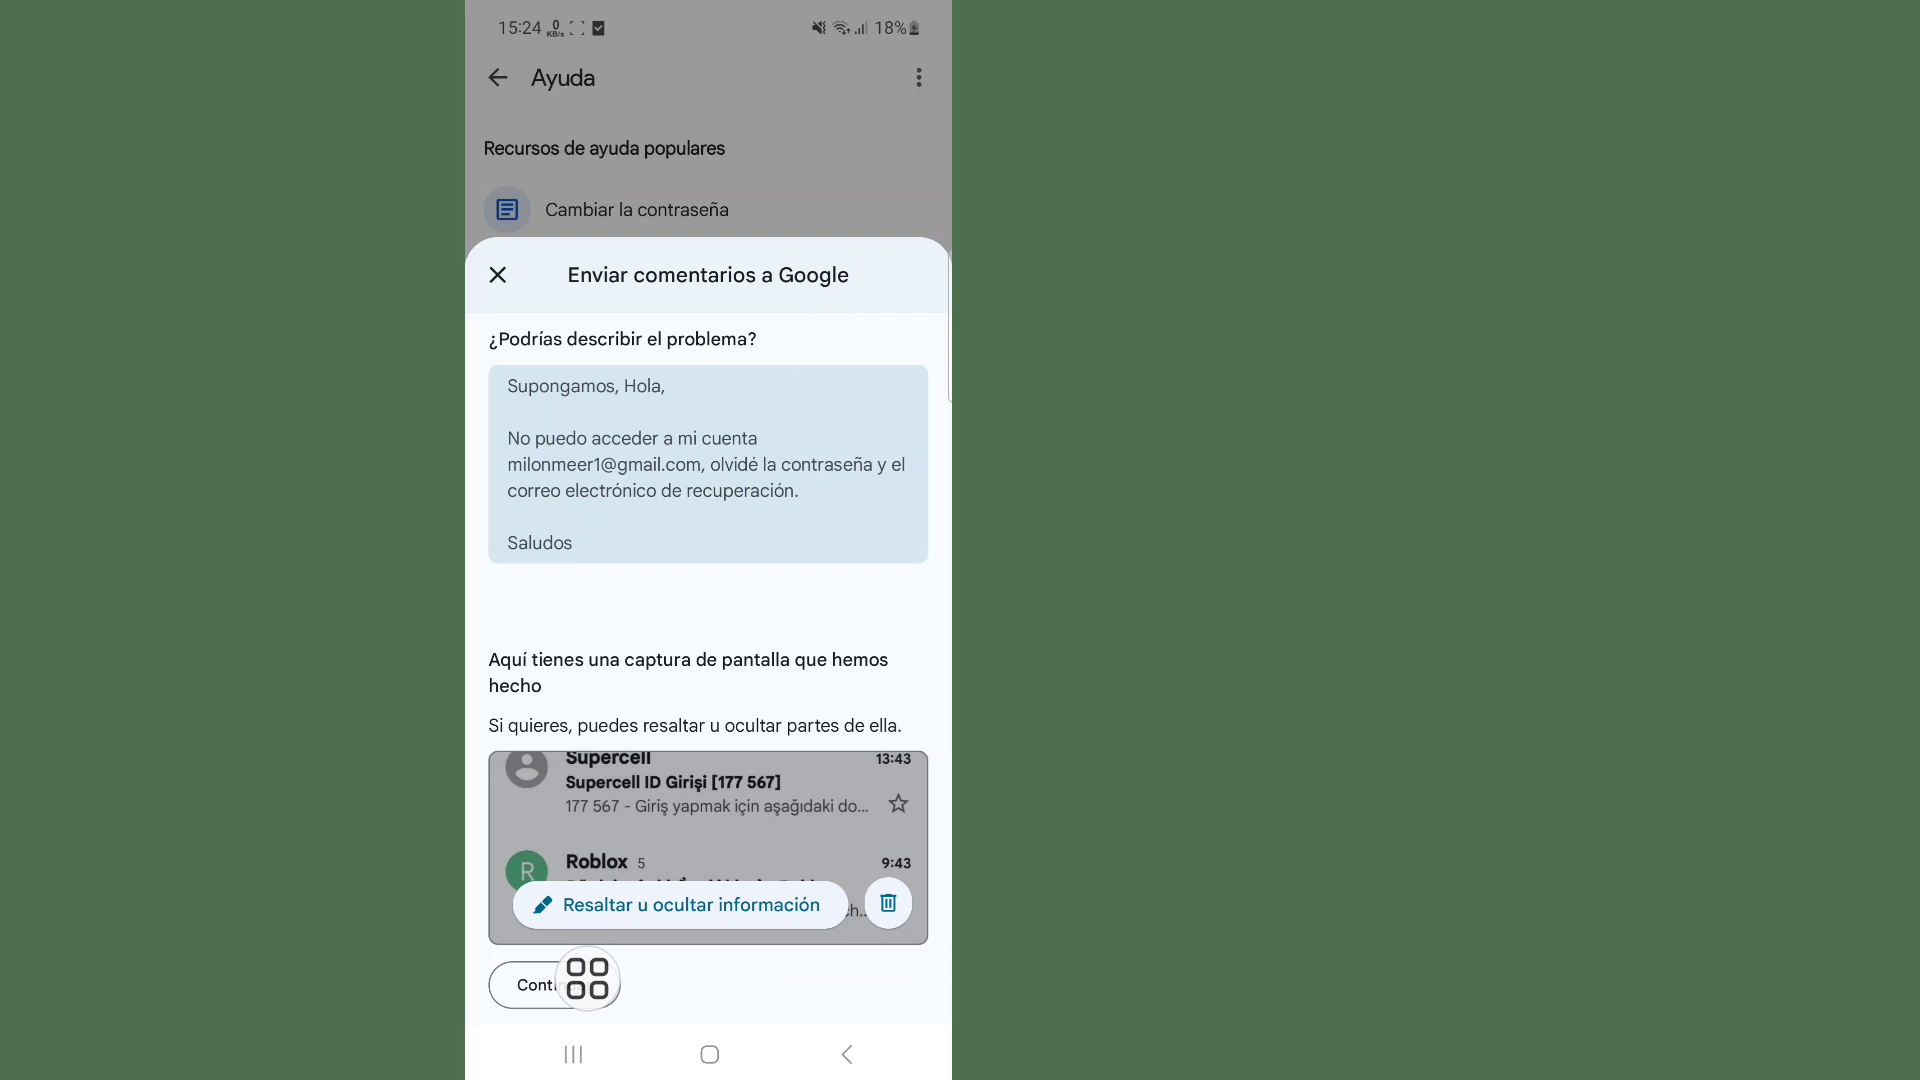 15:24 0 KB/s 18%
Ayuda
Recursos de ayuda populares
Cambiar la contraseña
Enviar comentarios a Google
¿Podrías describir el problema?
Supongamos, Hola,
No puedo acceder a mi cuenta
milonmeer1@gmail.com, olvidé la contraseña y el
correo electrónico de recuperación.
Saludos
Aquí tienes una captura de pantalla que hemos
hecho
Si quieres, puedes resaltar u ocultar partes de ella.
Supercell 13:43
Supercell ID Girişi [177 567]
177 567 - Giriş yapmak için aşağıdaki do...
R Roblox 5 9:43
Resaltar u ocultar información